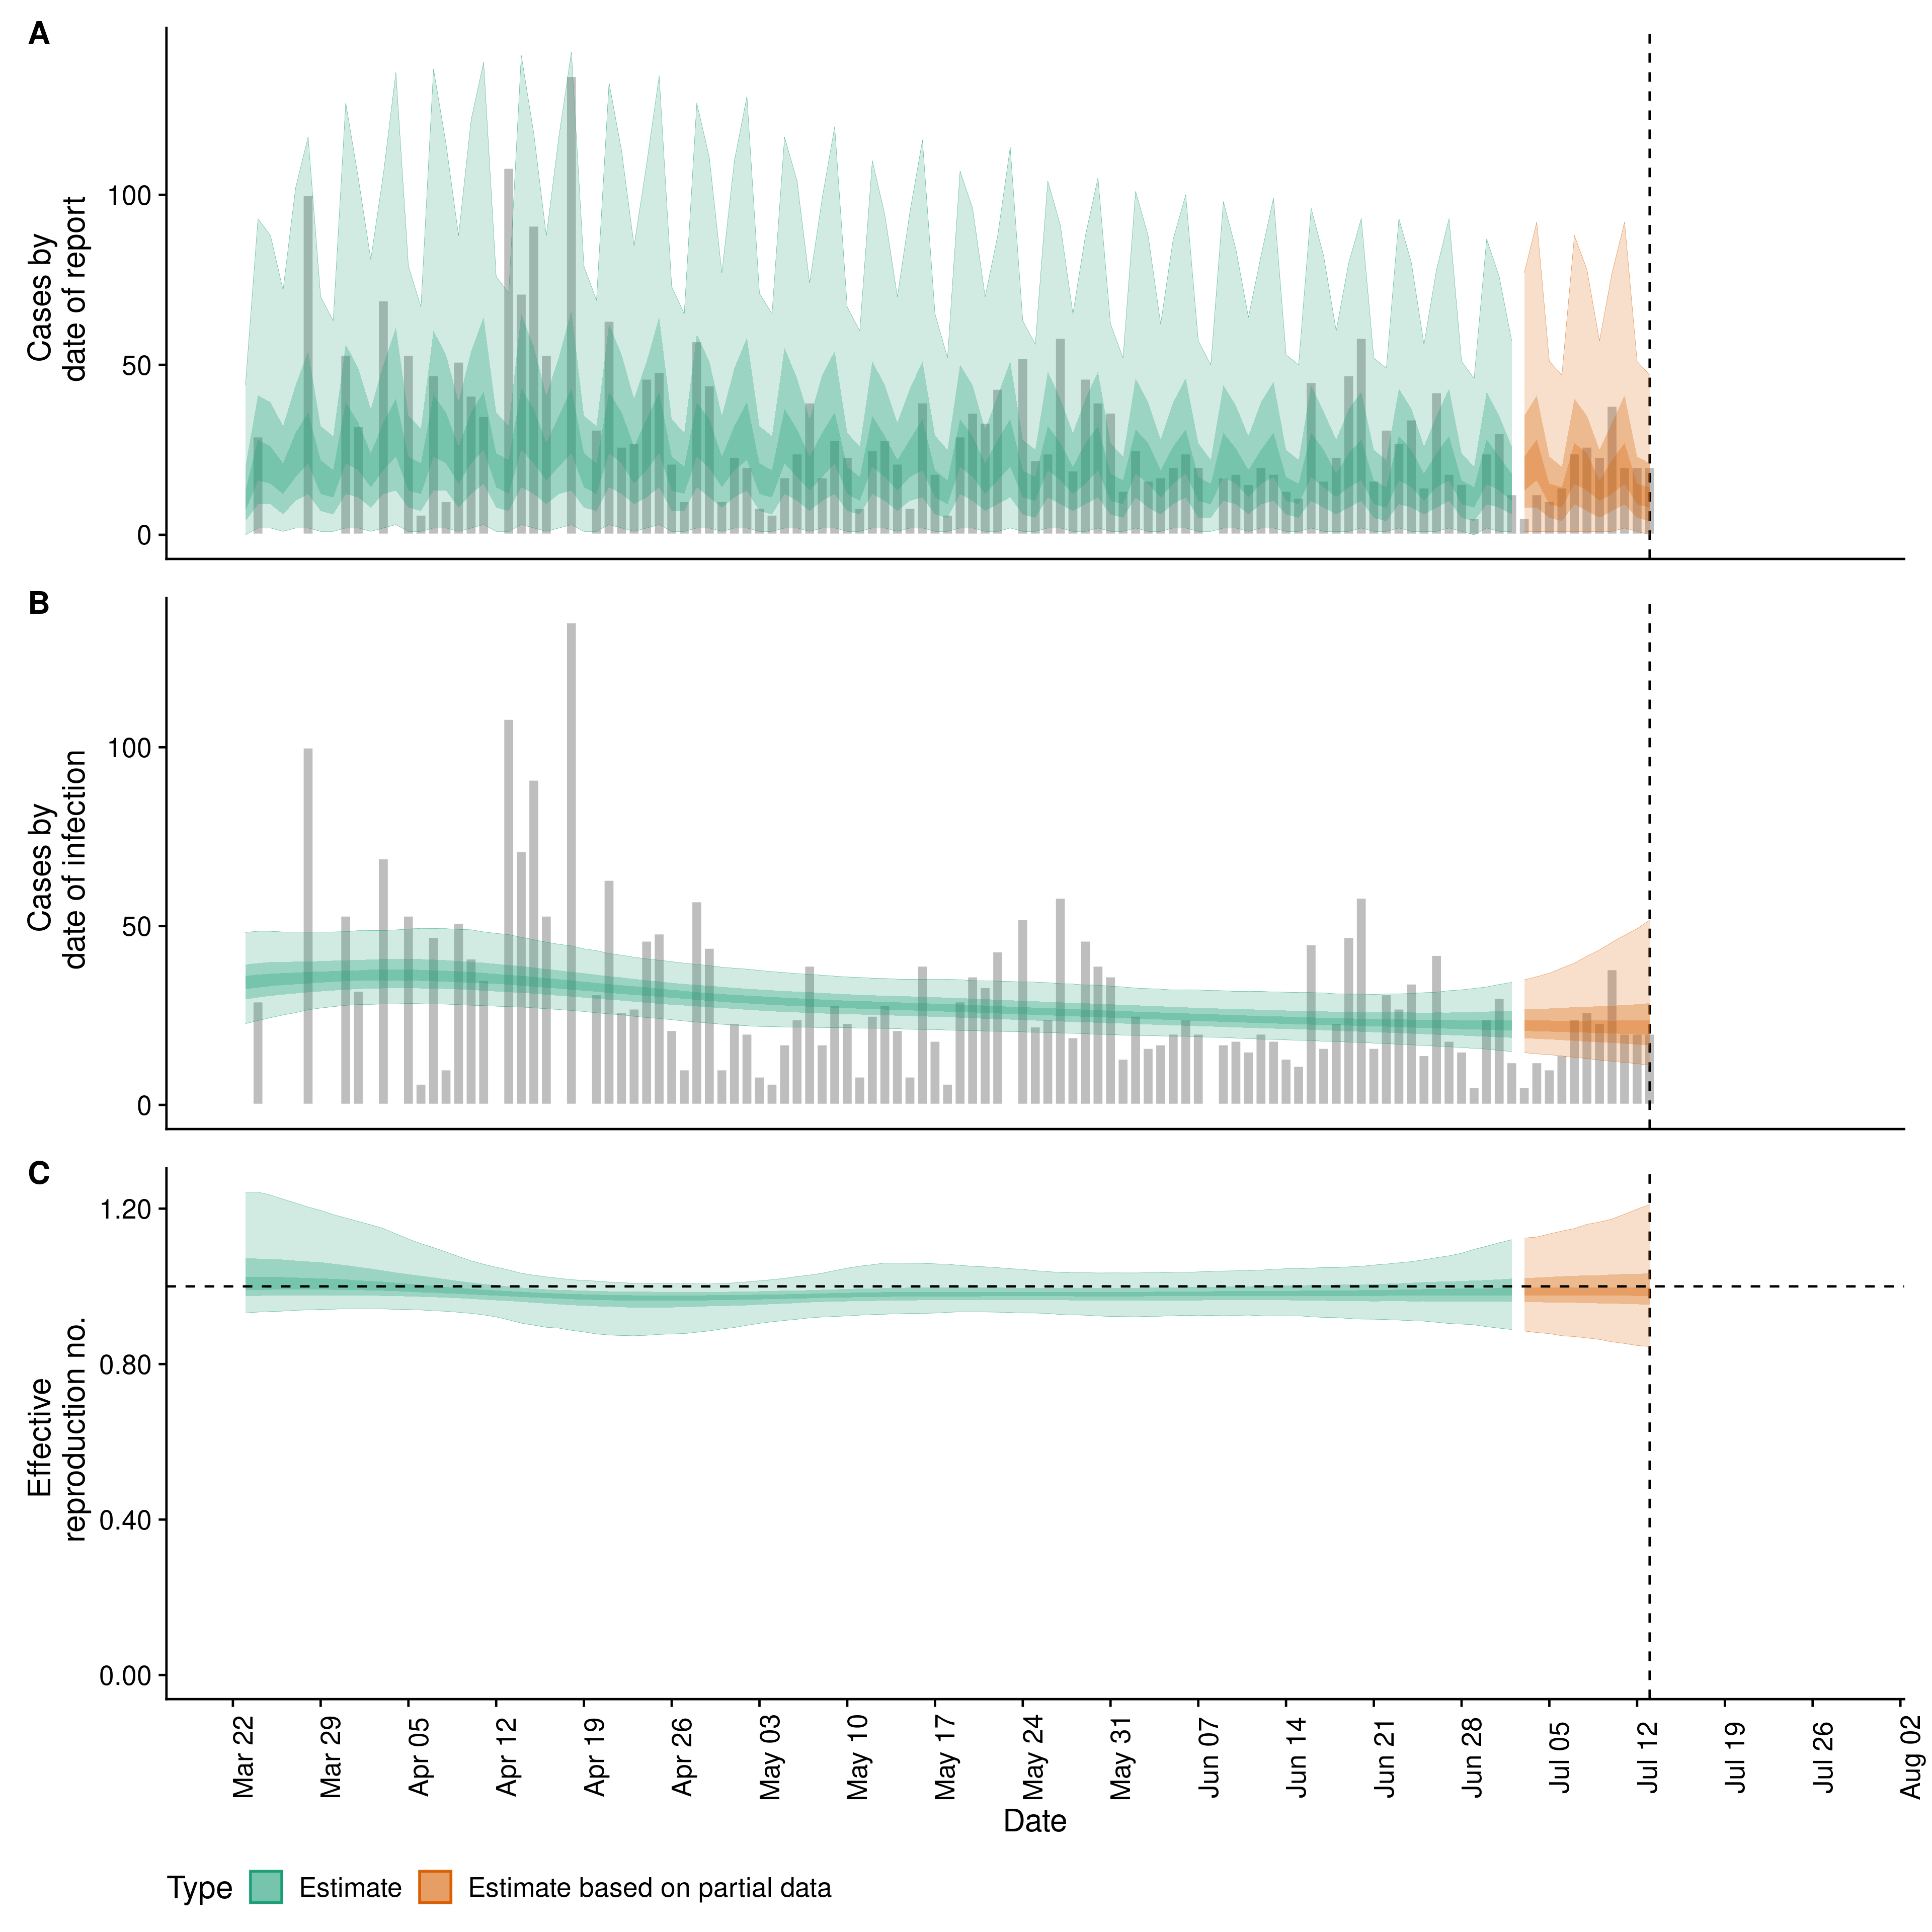 A
Cases by
date of report
100
50
0
B
Cases by
date of infection
100
50
0
C
Effective
reproduction no.
1.20
0.80
0.40
0.00
Mar 22
Mar 29
Apr 05
Apr 12
Apr 19
Apr 26
May 03
May 10
May 17
May 24
May 31
Jun 07
Jun 14
Jun 21
Jun 28
Jul 05
Jul 12
Jul 19
Jul 26
Aug 02
Date
Type Estimate Estimate based on partial data